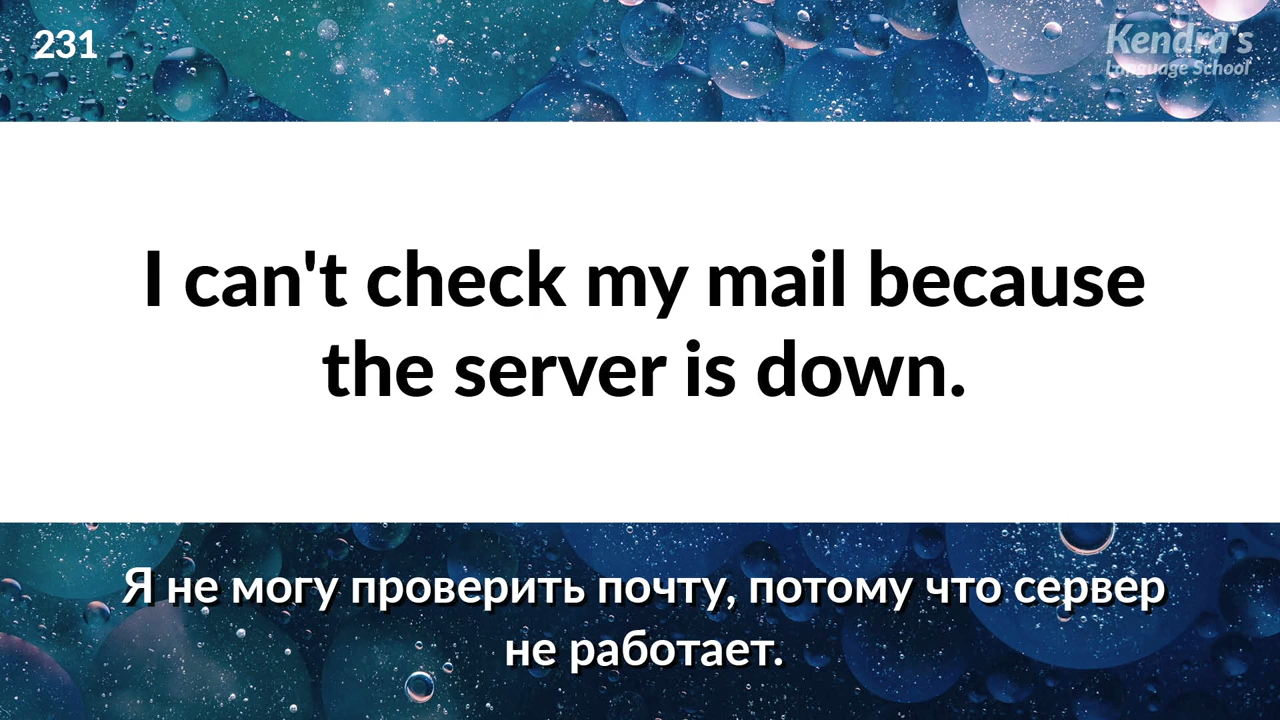 231
Kendra's
Language School
I can't check my mail because
the server is down.
Я не могу проверить почту, потому что сервер
не работает.